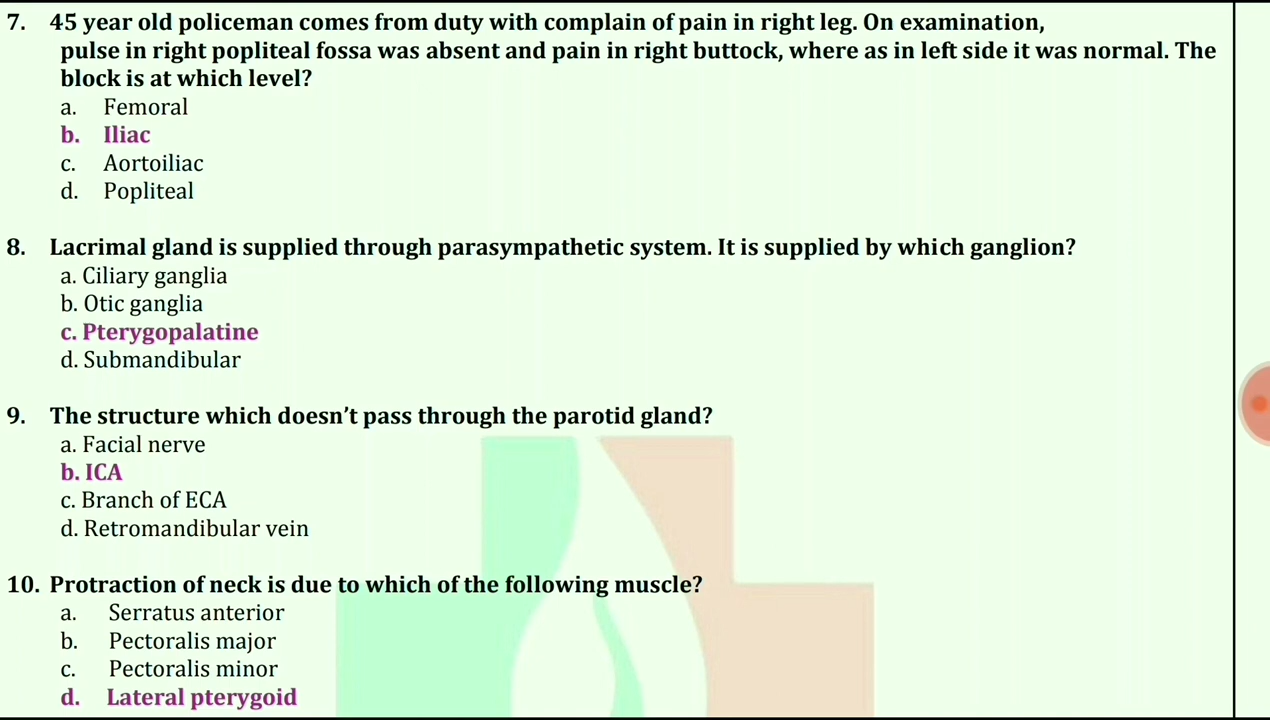 7. 45 year old policeman comes from duty with complain of pain in right leg. On examination,
pulse in right popliteal fossa was absent and pain in right buttock, where as in left side it was normal. The
block is at which level?
a. Femoral
b. Iliac
c. Aortoiliac
d. Popliteal
8. Lacrimal gland is supplied through parasympathetic system. It is supplied by which ganglion?
a. Ciliary ganglia
b. Otic ganglia
c. Pterygopalatine
d. Submandibular
9. The structure which doesn’t pass through the parotid gland?
a. Facial nerve
b. ICA
c. Branch of ECA
d. Retromandibular vein
10. Protraction of neck is due to which of the following muscle?
a. Serratus anterior
b. Pectoralis major
c. Pectoralis minor
d. Lateral pterygoid